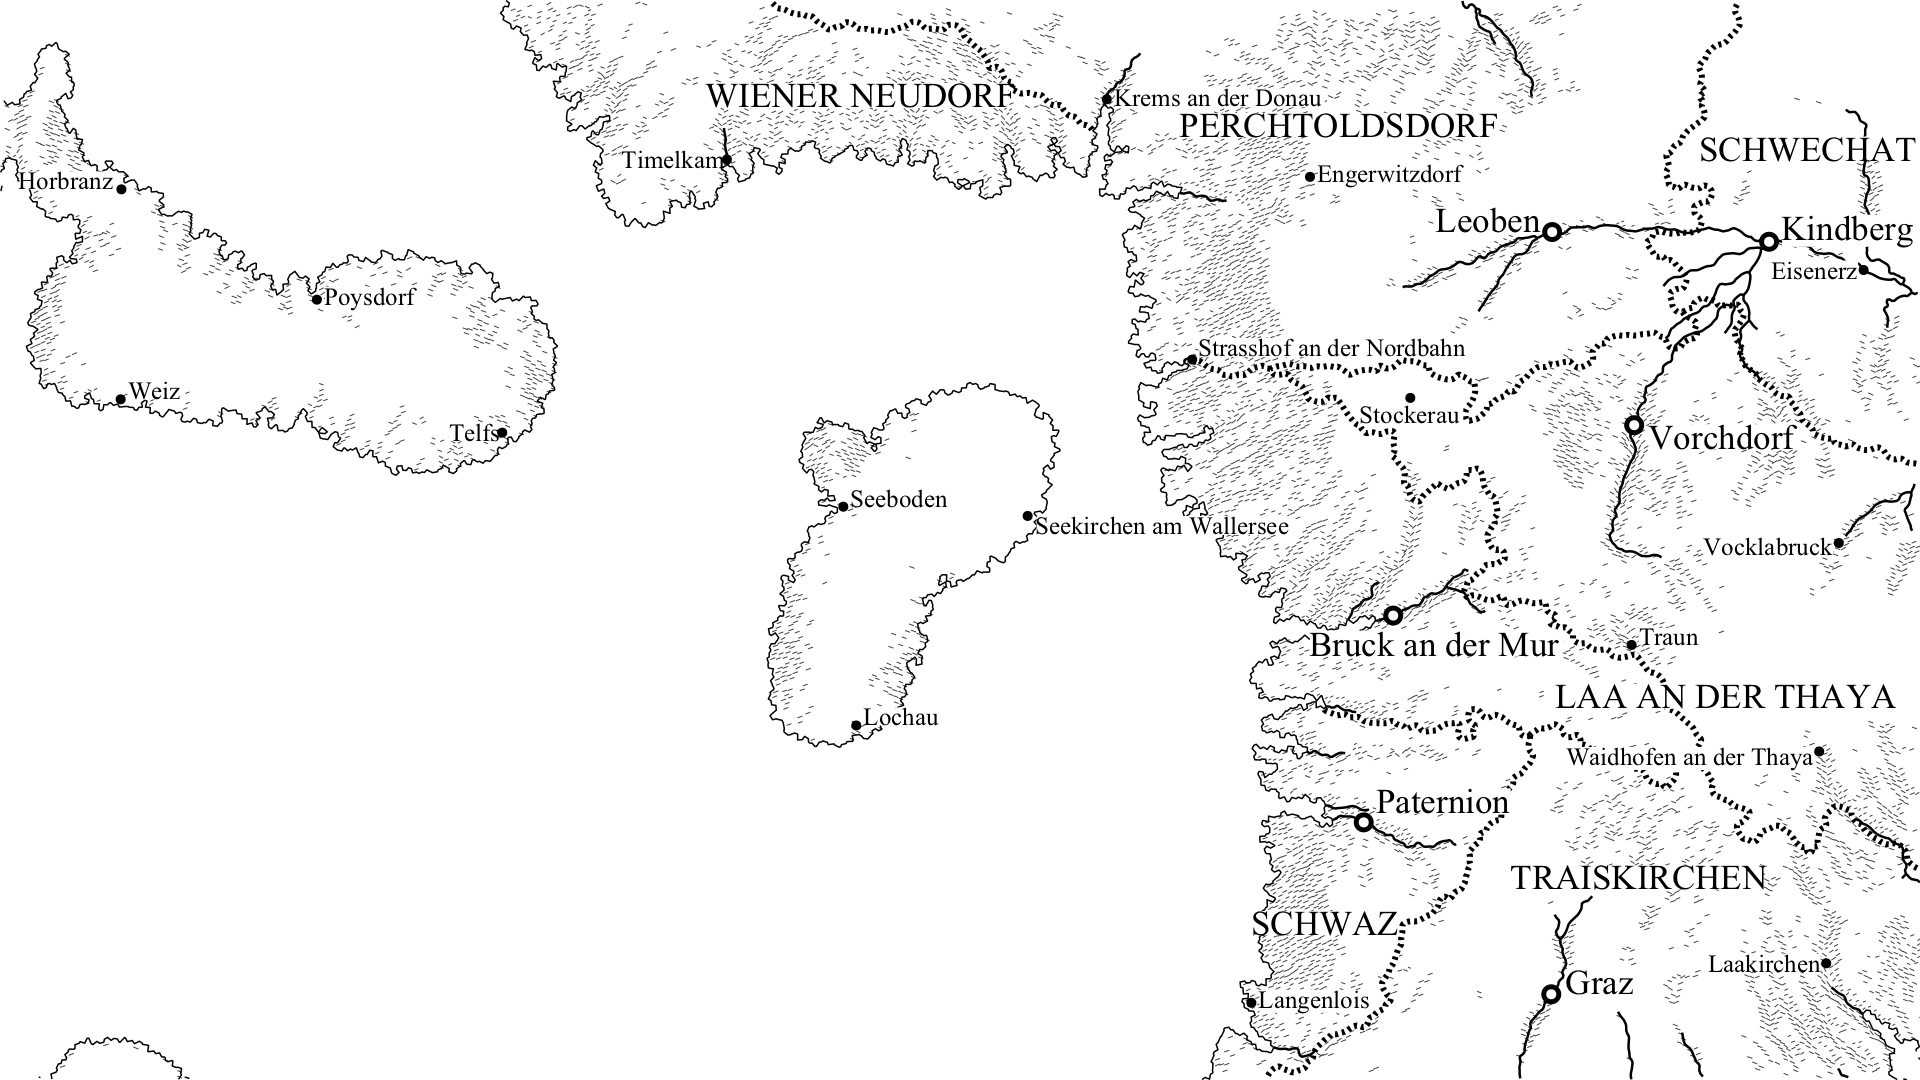 WIENER NEUDORF
Krems an der Donau
PERCHTOLDSDORF
SCHWECHAT
Timelkam
Engerwitzdorf
Horbranz
Leoben
Kindberg
Eisenerz
Poysdorf
Strasshof an der Nordbahn
Weiz
Stockerau
Telfs
Vorchdorf
Seeboden
Seekirchen am Wallersee
Vocklabruck
Bruck an der Mur
Traun
LAA AN DER THAYA
Lochau
Waidhofen an der Thaya
Paternion
TRAISKIRCHEN
SCHWAZ
Laakirchen
Graz
Langenlois